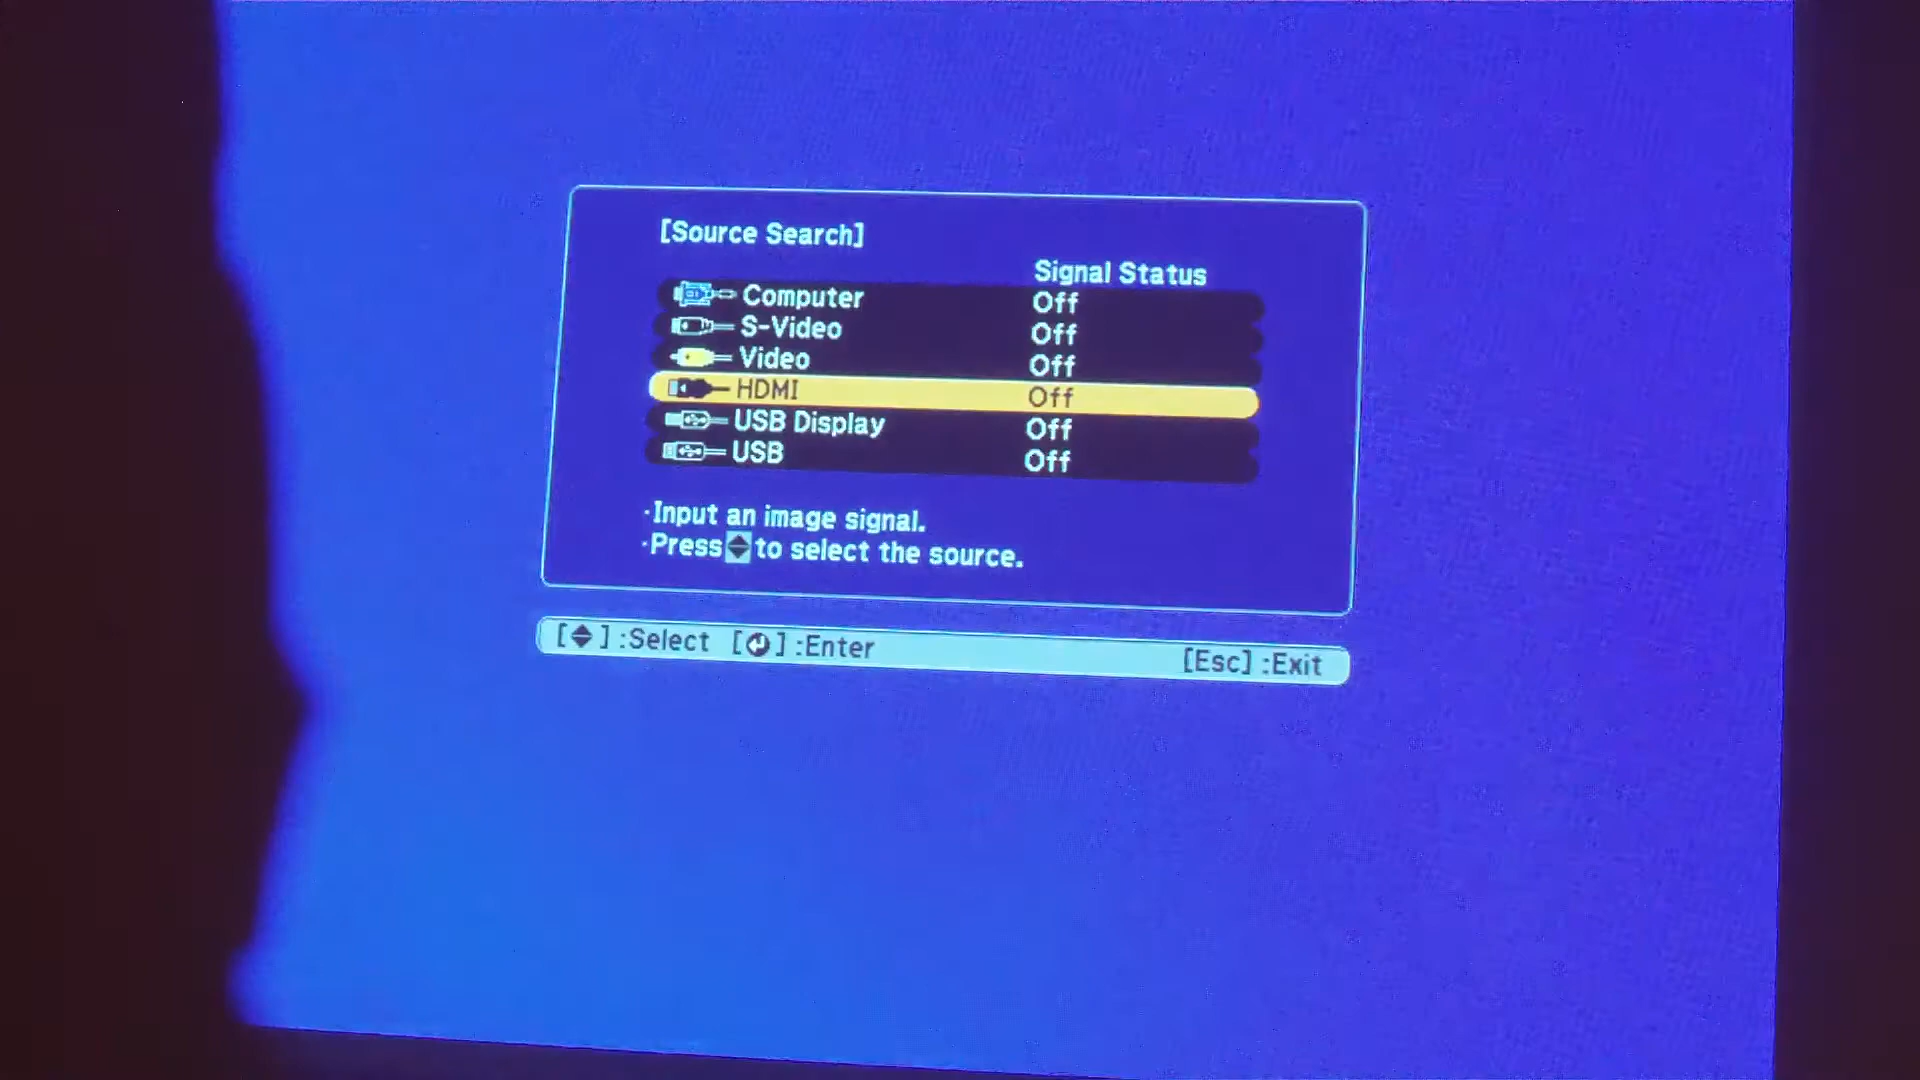 [Source Search]
Signal Status
Computer Off
S-Video Off
Video Off
HDMI Off
USB Display Off
USB Off
·Input an image signal.
·Press to select the source.
[ ] :Select [ ] :Enter [Esc] :Exit